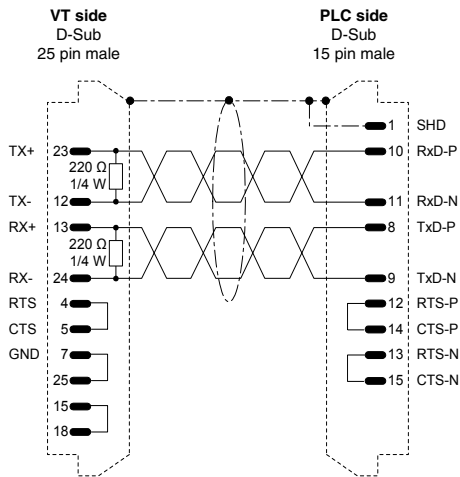 VT side
D-Sub
25 pin male
PLC side
D-Sub
15 pin male
1 SHD
TX+ 23
10 RxD-P
220 Ω
1/4 W
TX- 12
11 RxD-N
RX+ 13
8 TxD-P
220 Ω
1/4 W
RX- 24
9 TxD-N
RTS 4
12 RTS-P
CTS 5
14 CTS-P
GND 7
13 RTS-N
25
15 CTS-N
15
18